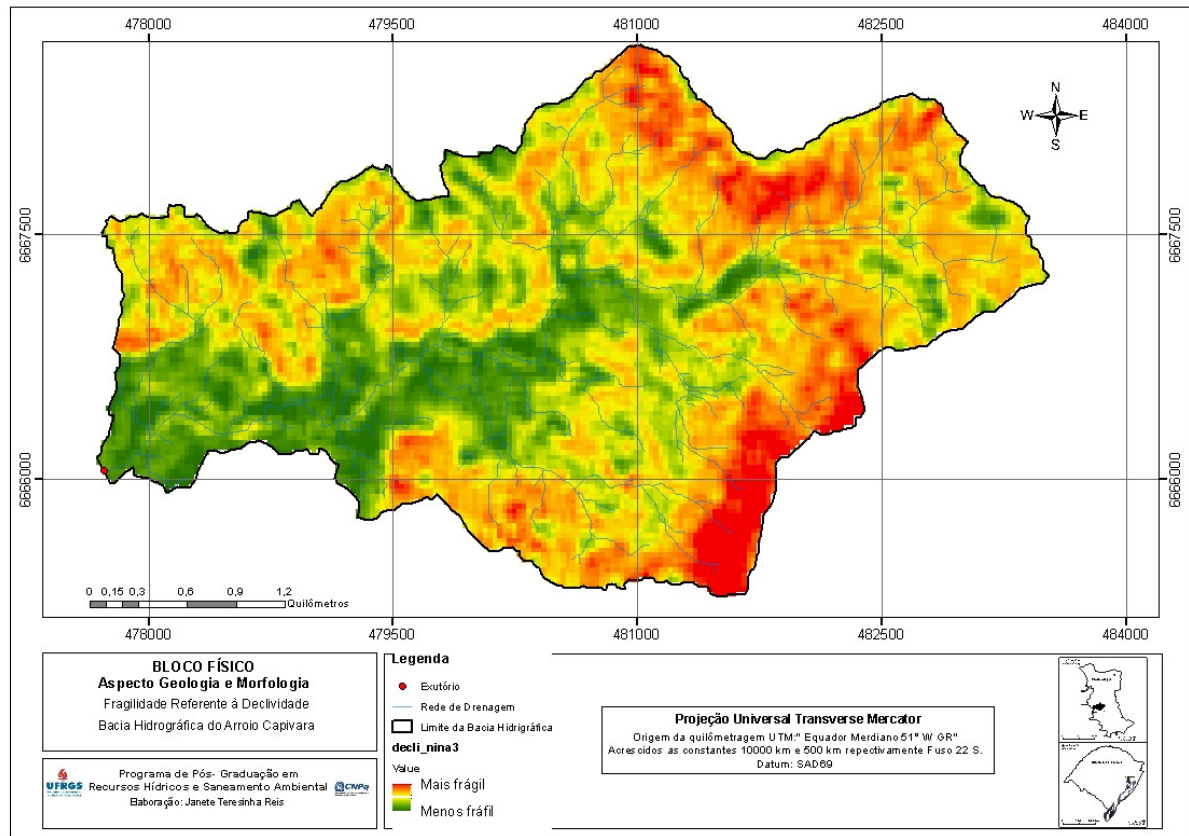 478000 479500 481000 482500 484000
N
W E
S
6667500 6667500
6666000 6666000
0 0,15 0,3 0,6 0,9 1,2
Quilômetros
478000 479500 481000 482500 484000
BLOCO FÍSICO
Aspecto Geologia e Morfologia
Fragilidade Referente à Declividade
Bacia Hidrográfica do Arroio Capivara
UFRGS
Programa de Pós- Graduação em
Recursos Hídricos e Saneamento Ambiental
CNPq
Elaboração: Janete Teresinha Reis
Legenda
Exutório
Rede de Drenagem
Limite da Bacia Hidrigráfica
decli_nina3
Value
Mais frágil
Menos fráfil
Projeção Universal Transverse Mercator
Origem da quilômetragem UTM:" Equador Merdiano 51° W GR"
Acrescidos as constantes 10000 km e 500 km repectivamente Fuso 22 S.
Datum: SAD69